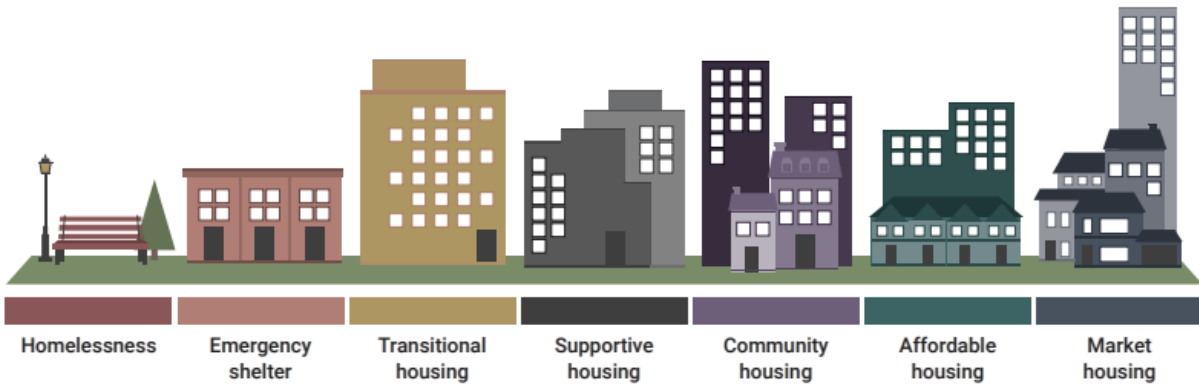 Homelessness
Emergency
shelter
Transitional
housing
Supportive
housing
Community
housing
Affordable
housing
Market
housing